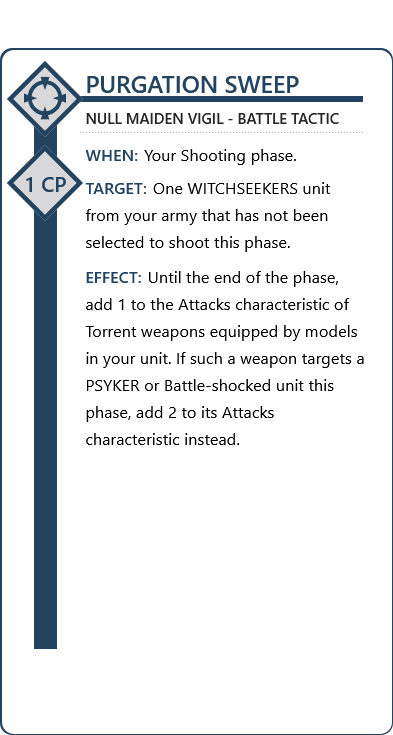 PURGATION SWEEP
NULL MAIDEN VIGIL - BATTLE TACTIC
WHEN: Your Shooting phase.
1 CP
TARGET: One WITCHSEEKERS unit
from your army that has not been
selected to shoot this phase.
EFFECT: Until the end of the phase,
add 1 to the Attacks characteristic of
Torrent weapons equipped by models
in your unit. If such a weapon targets a
PSYKER or Battle-shocked unit this
phase, add 2 to its Attacks
characteristic instead.